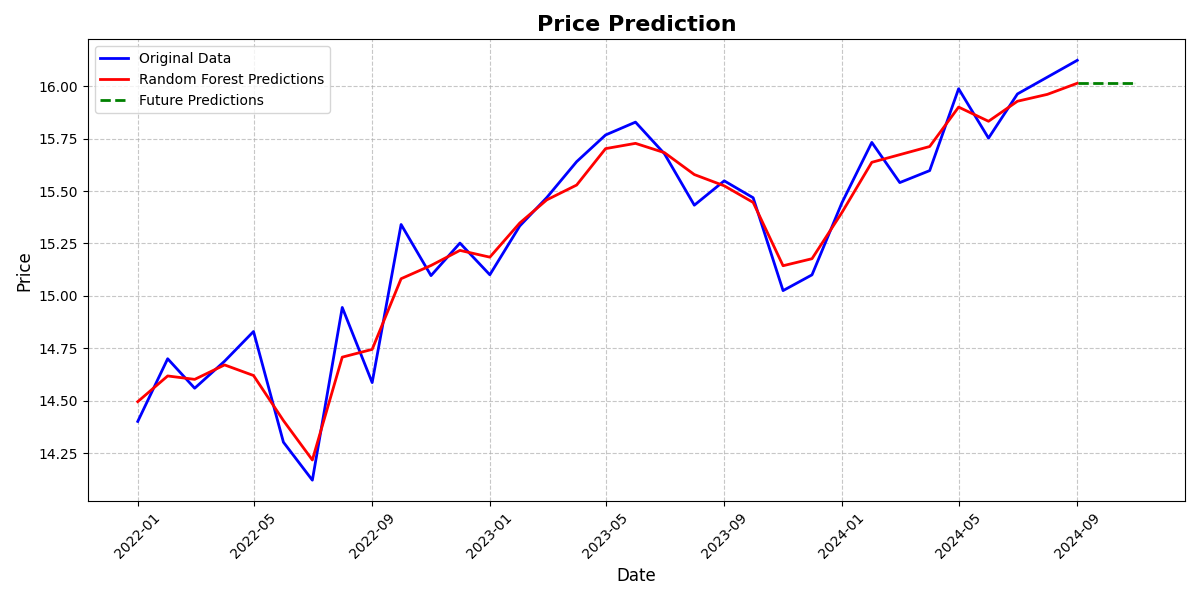 Price Prediction
Original Data
Random Forest Predictions
Future Predictions
Price
16.00
15.75
15.50
15.25
15.00
14.75
14.50
14.25
2022-01
2022-05
2022-09
2023-01
2023-05
2023-09
2024-01
2024-05
2024-09
Date